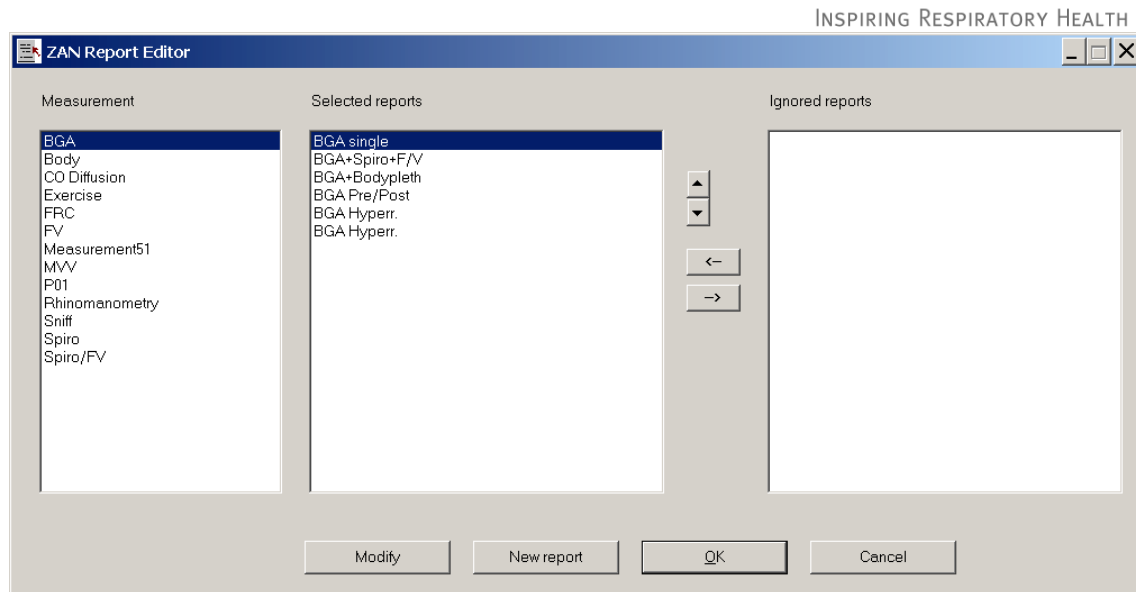 INSPIRING RESPIRATORY HEALTH
ZAN Report Editor
Measurement
Selected reports
Ignored reports
BGA
Body
CO Diffusion
Exercise
FRC
FV
Measurement51
MVV
P01
Rhinomanometry
Sniff
Spiro
Spiro/FV
BGA single
BGA+Spiro+F/V
BGA+Bodypleth
BGA Pre/Post
BGA Hyperr.
BGA Hyperr.
<-
->
Modify
New report
OK
Cancel